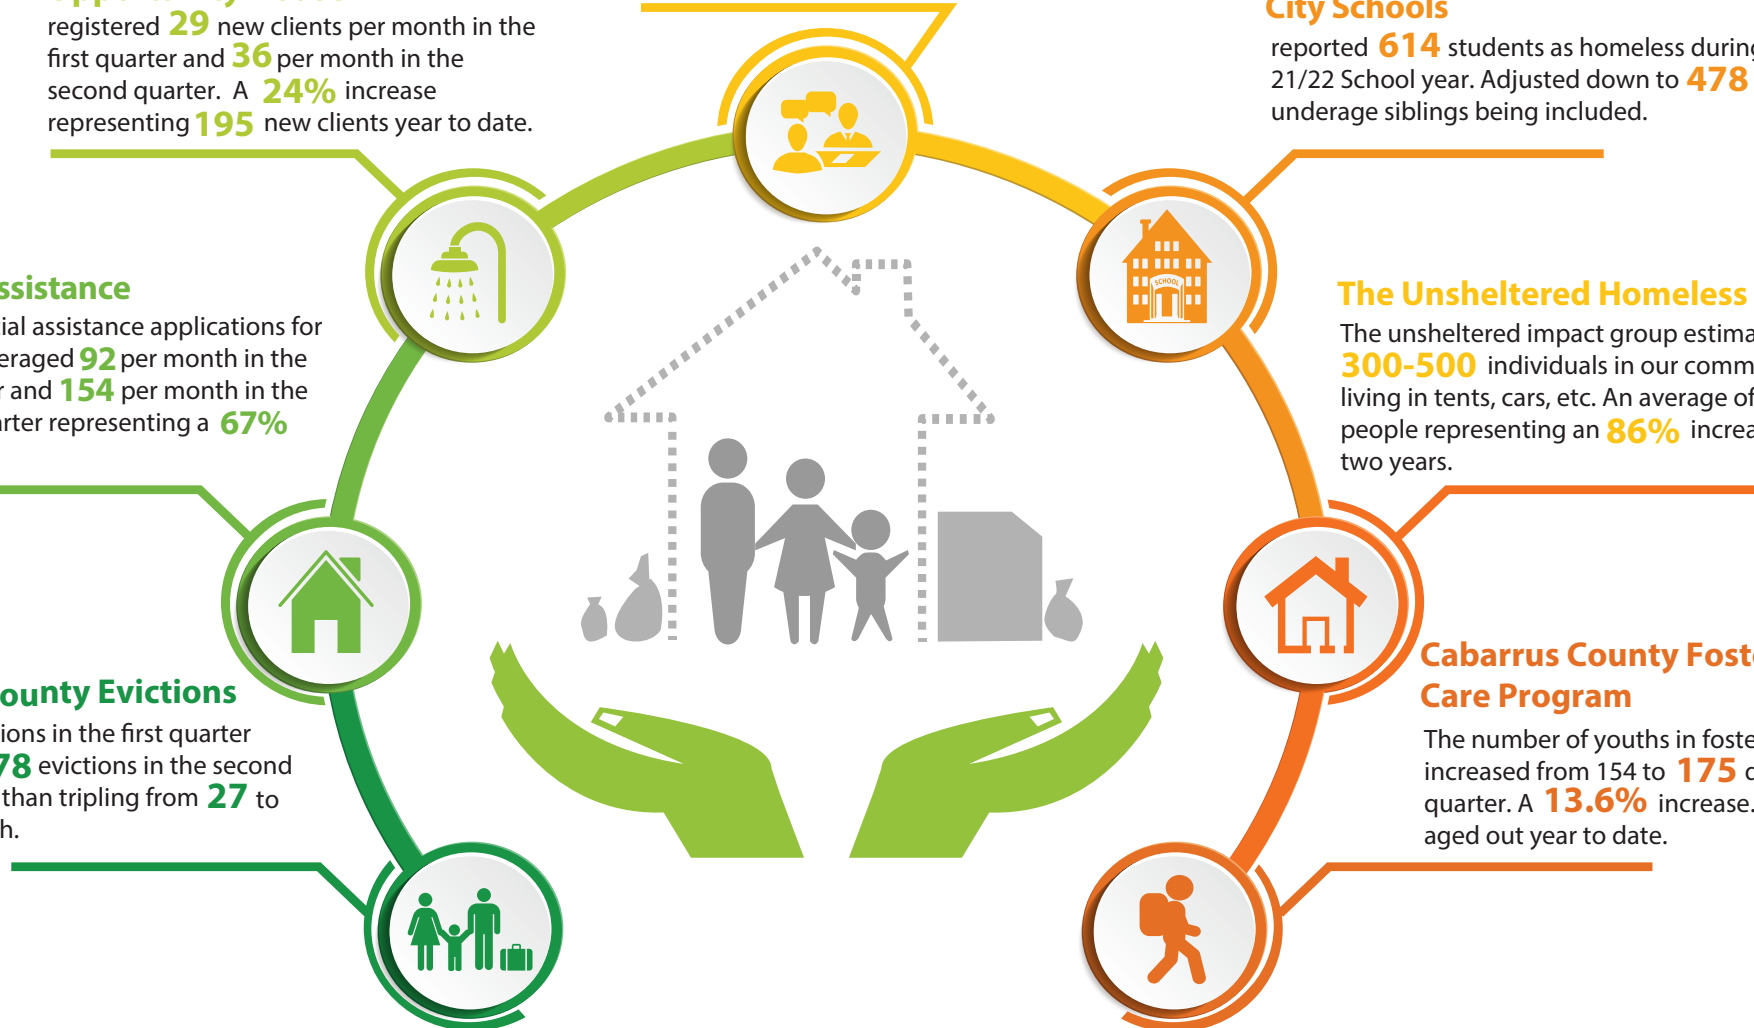 registered 29 new clients per month in the
first quarter and 36 per month in the
second quarter. A 24% increase
representing 195 new clients year to date.
City Schools
reported 614 students as homeless during
21/22 School year. Adjusted down to 478
underage siblings being included.
SCHOOL
ssistance
tial assistance applications for
eraged 92 per month in the
r and 154 per month in the
arter representing a 67%
The Unsheltered Homeless
The unsheltered impact group estima
300-500 individuals in our comm
living in tents, cars, etc. An average of
people representing an 86% increa
two years.
ounty Evictions
ions in the first quarter
78 evictions in the second
than tripling from 27 to
h.
Cabarrus County Foste
Care Program
The number of youths in foste
increased from 154 to 175 d
quarter. A 13.6% increase.
aged out year to date.